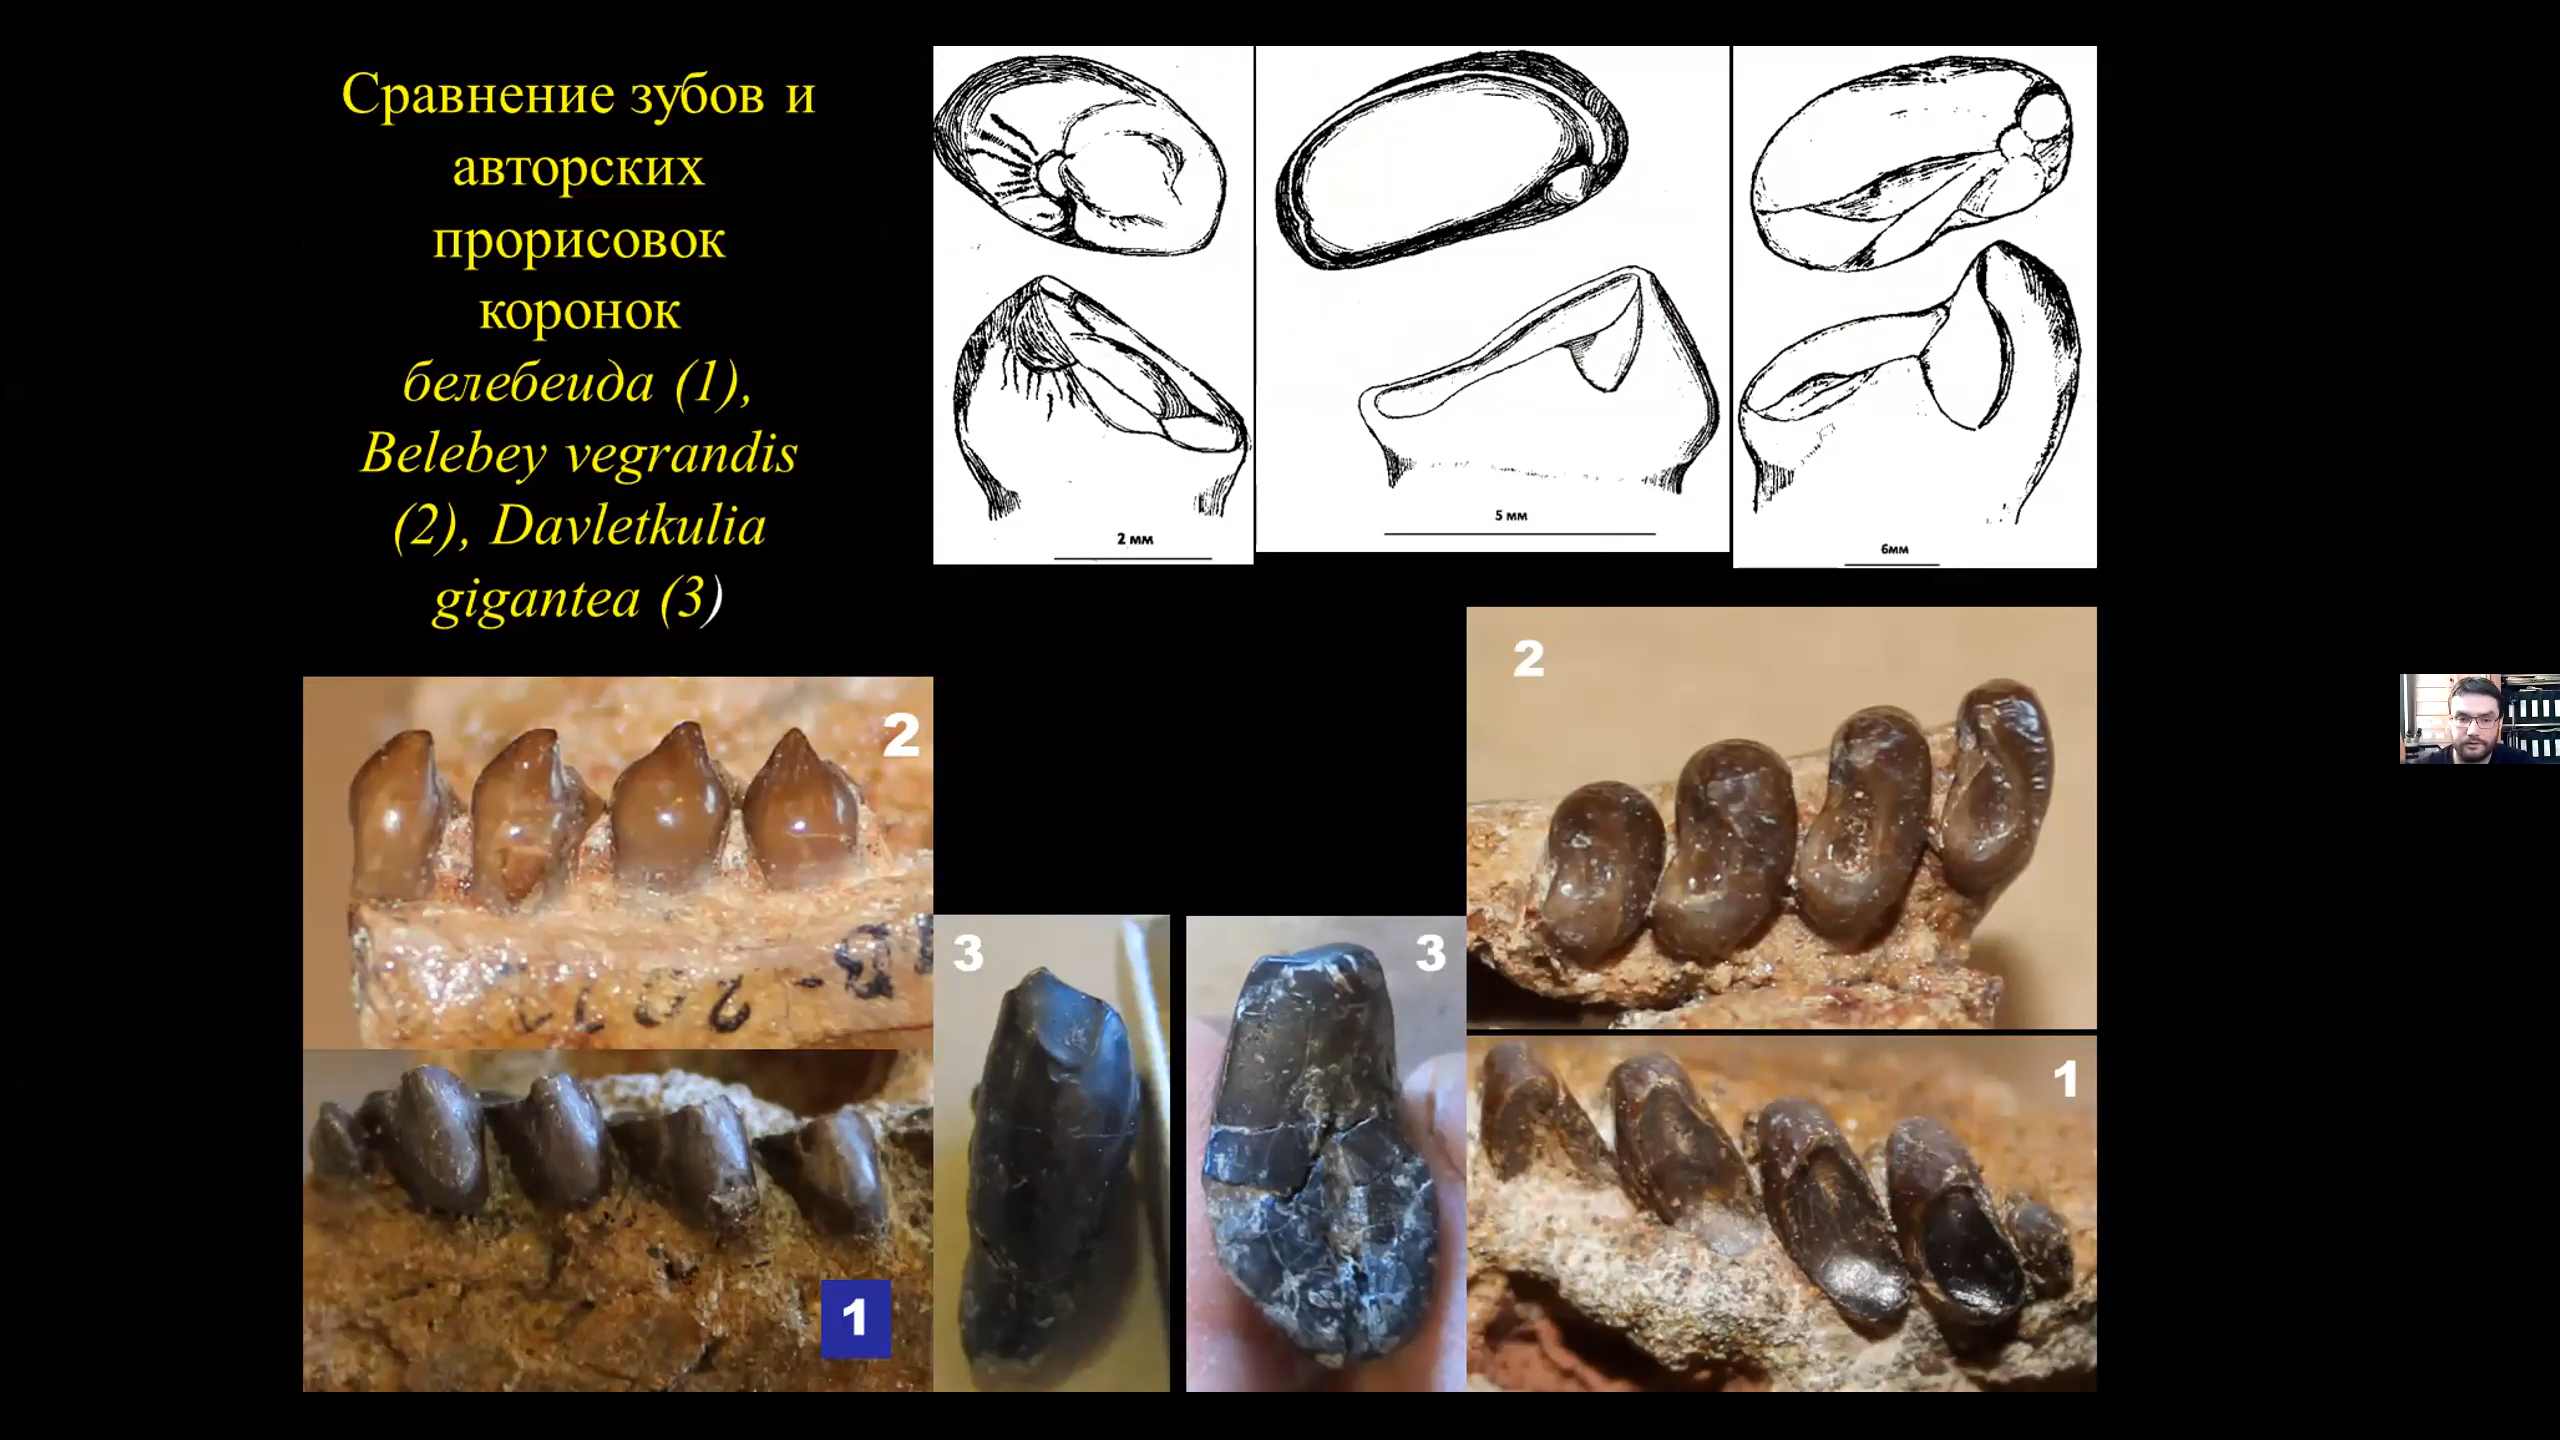 Сравнение зубов и
авторских
прорисовок
коронок
белебеида (1),
Belebey vegrandis
(2), Davletkulia
gigantea (3)
2 мм
5 мм
6мм
2
2
3
3
1
1